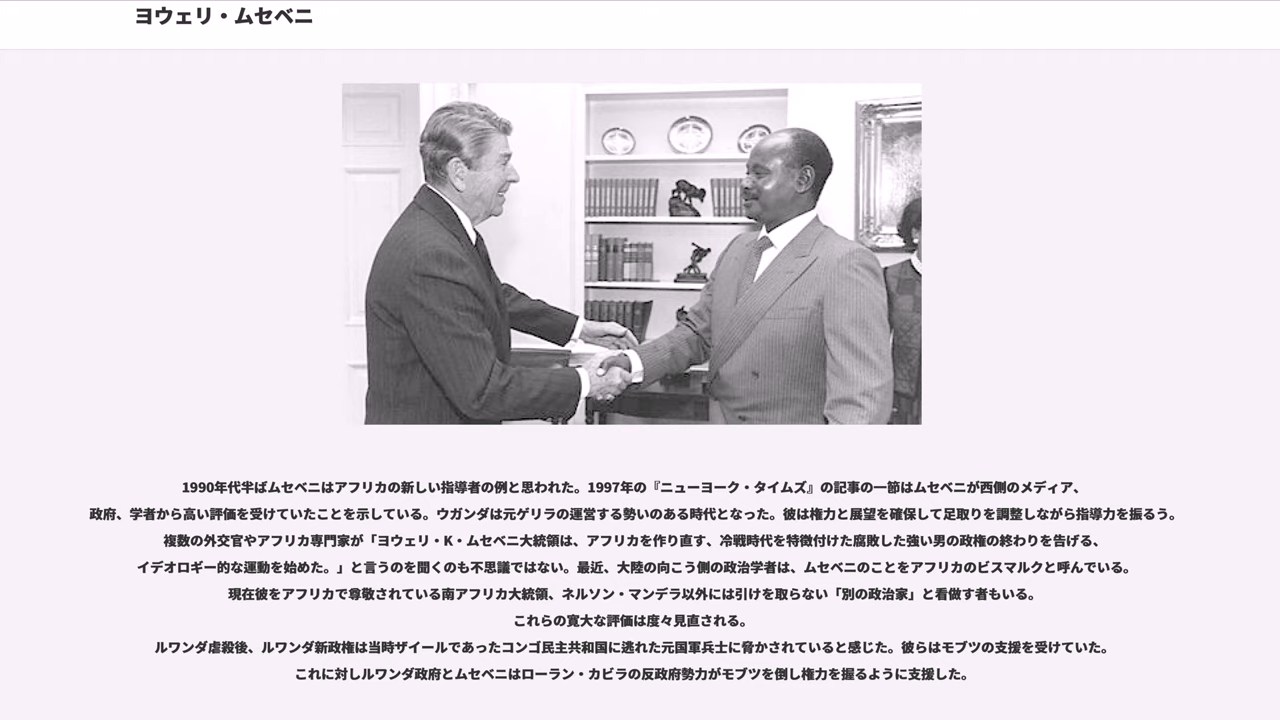 ヨウェリ・ムセベニ
1990年代半ばムセベニはアフリカの新しい指導者の例と思われた。1997年の『ニューヨーク・タイムズ』の記事の一節はムセベニが西側のメディア、
政府、学者から高い評価を受けていたことを示している。ウガンダは元ゲリラの運営する勢いのある時代となった。彼は権力と展望を確保して足取りを調整しながら指導力を振るう。
複数の外交官やアフリカ専門家が「ヨウェリ・K・ムセベニ大統領は、アフリカを作り直す、冷戦時代を特徴付けた腐敗した強い男の政権の終わりを告げる、
イデオロギー的な運動を始めた。」と言うのを聞くのも不思議ではない。最近、大陸の向こう側の政治学者は、ムセベニのことをアフリカのビスマルクと呼んでいる。
現在彼をアフリカで尊敬されている南アフリカ大統領、ネルソン・マンデラ以外には引けを取らない「別の政治家」と看做す者もいる。
これらの寛大な評価は度々見直される。
ルワンダ虐殺後、ルワンダ新政権は当時ザイールであったコンゴ民主共和国に逃れた元国軍兵士に脅かされていると感じた。彼らはモブツの支援を受けていた。
これに対しルワンダ政府とムセベニはローラン・カビラの反政府勢力がモブツを倒し権力を握るように支援した。